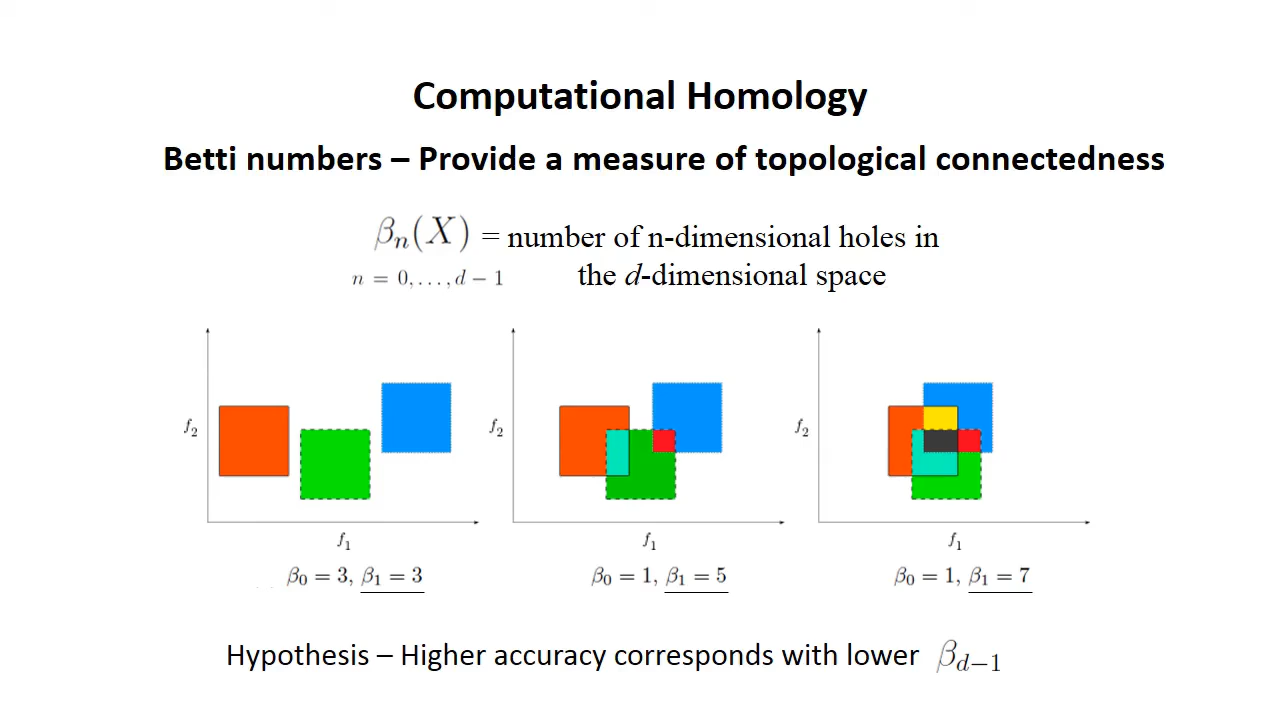 Computational Homology
Betti numbers – Provide a measure of topological connectedness
βₙ(X) = number of n-dimensional holes in
n = 0,...,d − 1 the d-dimensional space
f₂ f₂ f₂
f₁ f₁ f₁
β₀ = 3, β₁ = 3 β₀ = 1, β₁ = 5 β₀ = 1, β₁ = 7
Hypothesis – Higher accuracy corresponds with lower β_{d−1}